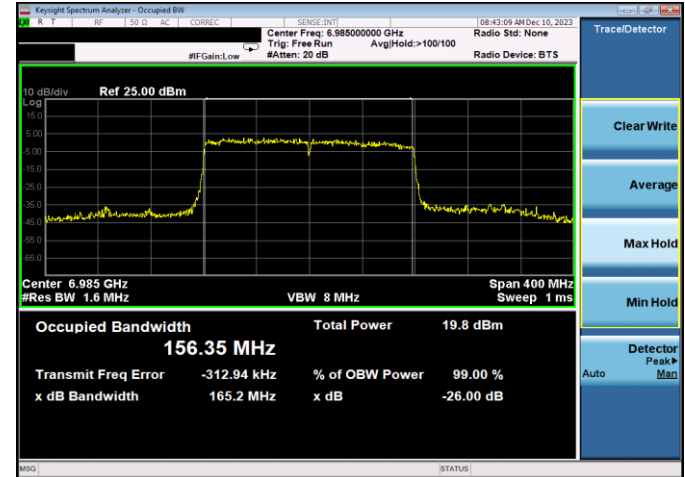 Keysight Spectrum Analyzer - Occupied BW
R T RF 50 Ω AC CORREC SENSE:INT 08:43:09 AM Dec 10, 2023
Center Freq: 6.985000000 GHz Radio Std: None
Trig: Free Run Avg|Hold:>100/100
#IFGain:Low #Atten: 20 dB Radio Device: BTS
Trace/Detector
10 dB/div Ref 25.00 dBm
Log
15.0
5.00
-5.00
-15.0
-25.0
-35.0
-45.0
-55.0
-65.0
Center 6.985 GHz Span 400 MHz
#Res BW 1.6 MHz VBW 8 MHz Sweep 1 ms
Occupied Bandwidth Total Power 19.8 dBm
156.35 MHz
Transmit Freq Error -312.94 kHz % of OBW Power 99.00 %
x dB Bandwidth 165.2 MHz x dB -26.00 dB
Clear Write
Average
Max Hold
Min Hold
Detector
Peak▶
Auto Man
MSG STATUS